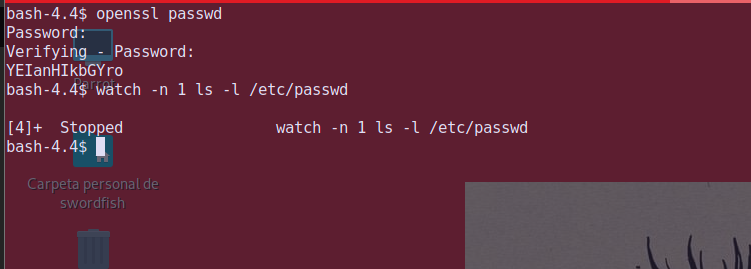 bash-4.4$ openssl passwd
Password:
Verifying - Password:
YEIanHIkbGYro
Parrot
bash-4.4$ watch -n 1 ls -l /etc/passwd
[4]+  Stopped                 watch -n 1 ls -l /etc/passwd
bash-4.4$
Carpeta personal de
swordfish